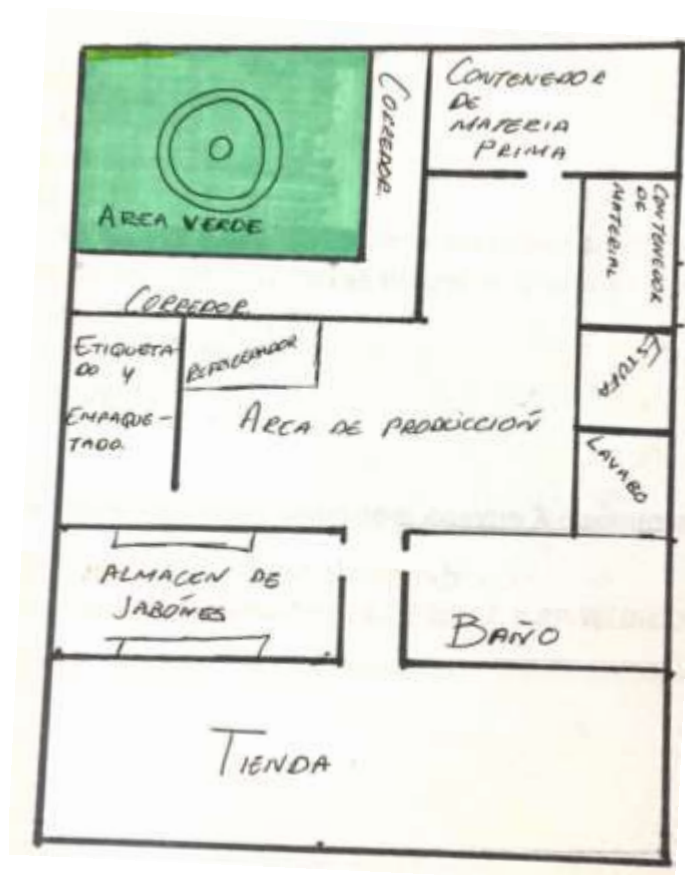 CORREDOR
CONTENEDOR
DE
MATERIA
PRIMA
AREA VERDE
CONTENEDOR
DE
MATERIAL
CORREDOR
ETIQUETA-
DO Y
EMPAQUE-
TADO.
REFRIGERADOR
ESTUFA
AREA DE PRODUCCIÓN
LAVABO
ALMACEN DE
JABÓNES
BAÑO
TIENDA